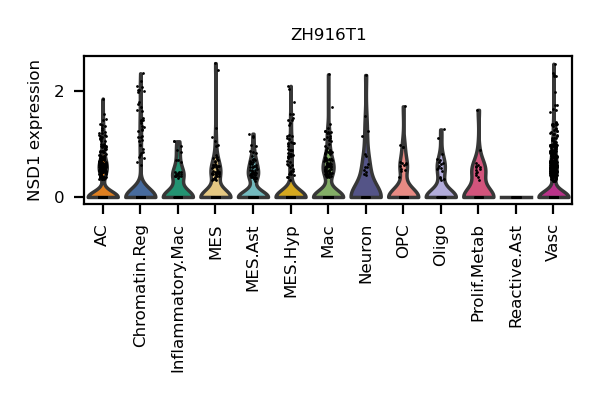 ZH916T1
NSD1 expression
2
0
AC
Chromatin.Reg
Inflammatory.Mac
MES
MES.Ast
MES.Hyp
Mac
Neuron
OPC
Oligo
Prolif.Metab
Reactive.Ast
Vasc